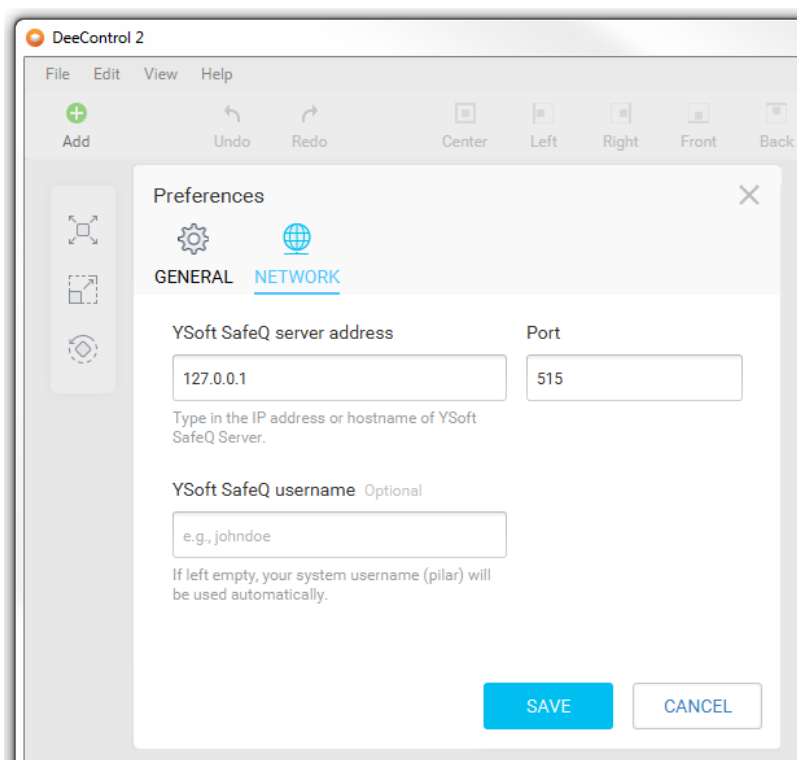 DeeControl 2
File Edit View Help
Add Undo Redo Center Left Right Front Back
Preferences
GENERAL NETWORK
YSoft SafeQ server address Port
127.0.0.1 515
Type in the IP address or hostname of YSoft
SafeQ Server.
YSoft SafeQ username Optional
e.g., johndoe
If left empty, your system username (pilar) will
be used automatically.
SAVE CANCEL